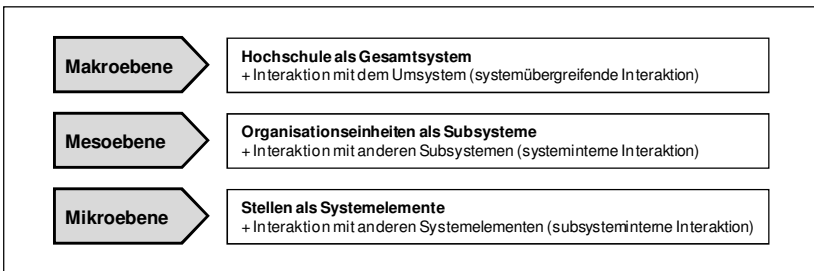 Makroebene
Hochschule als Gesamtsystem
+ Interaktion mit dem Umsystem (systemübergreifende Interaktion)
Mesoebene
Organisationseinheiten als Subsysteme
+ Interaktion mit anderen Subsystemen (systeminterne Interaktion)
Mikroebene
Stellen als Systemelemente
+ Interaktion mit anderen Systemelementen (subsysteminterne Interaktion)